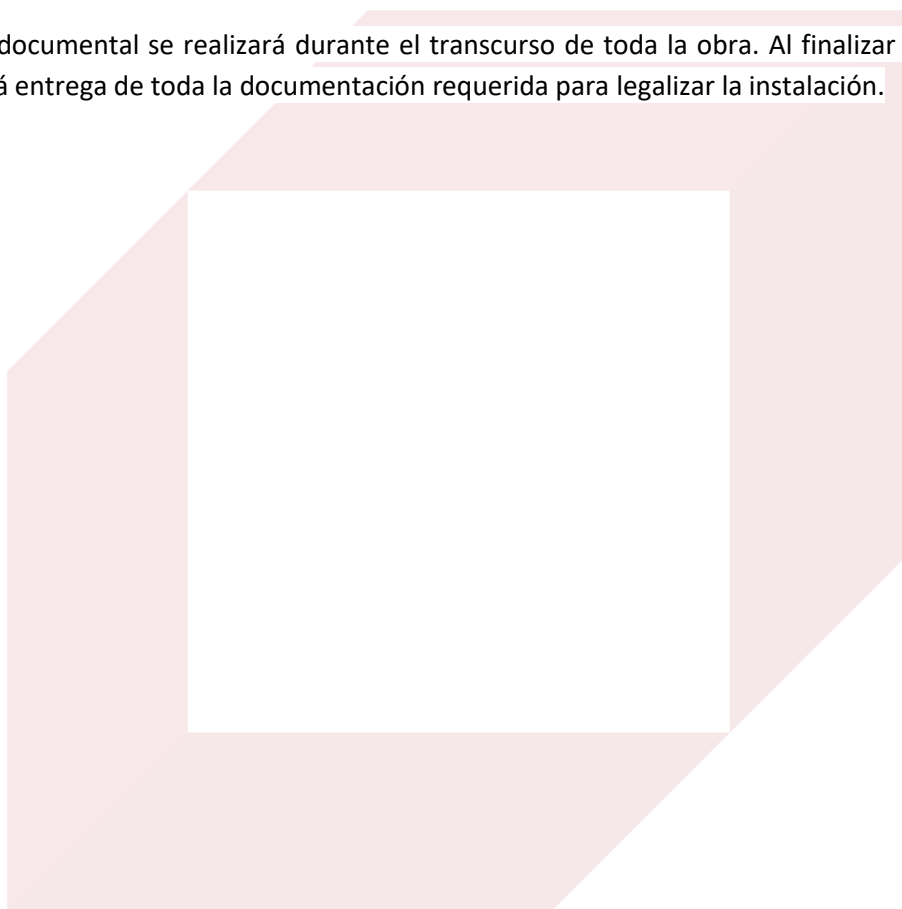 documental se realizará durante el transcurso de toda la obra. Al finalizar
á entrega de toda la documentación requerida para legalizar la instalación.